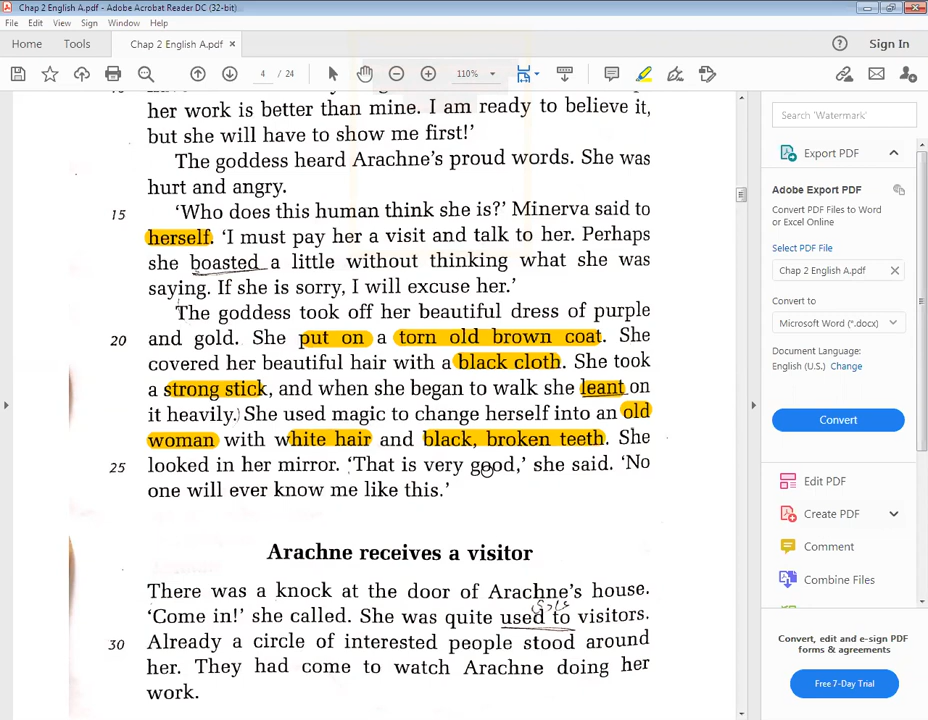 Chap 2 English A.pdf - Adobe Acrobat Reader DC (32-bit)
File Edit View Sign Window Help
Home Tools Chap 2 English A.pdf × Sign In
4 / 24 110%
her work is better than mine. I am ready to believe it,
but she will have to show me first!'
The goddess heard Arachne's proud words. She was
hurt and angry.
15 'Who does this human think she is?' Minerva said to
herself. 'I must pay her a visit and talk to her. Perhaps
she boasted a little without thinking what she was
saying. If she is sorry, I will excuse her.'
The goddess took off her beautiful dress of purple
20 and gold. She put on a torn old brown coat. She
covered her beautiful hair with a black cloth. She took
a strong stick, and when she began to walk she leant on
it heavily. She used magic to change herself into an old
woman with white hair and black, broken teeth. She
25 looked in her mirror. 'That is very good,' she said. 'No
one will ever know me like this.'
Arachne receives a visitor
There was a knock at the door of Arachne's house.
'Come in!' she called. She was quite used to visitors.
30 Already a circle of interested people stood around
her. They had come to watch Arachne doing her
work.
Search 'Watermark'
Export PDF
Adobe Export PDF
Convert PDF Files to Word
or Excel Online
Select PDF File
Chap 2 English A.pdf ×
Convert to
Microsoft Word (*.docx)
Document Language:
English (U.S.) Change
Convert
Edit PDF
Create PDF
Comment
Combine Files
Convert, edit and e-sign PDF
forms & agreements
Free 7-Day Trial